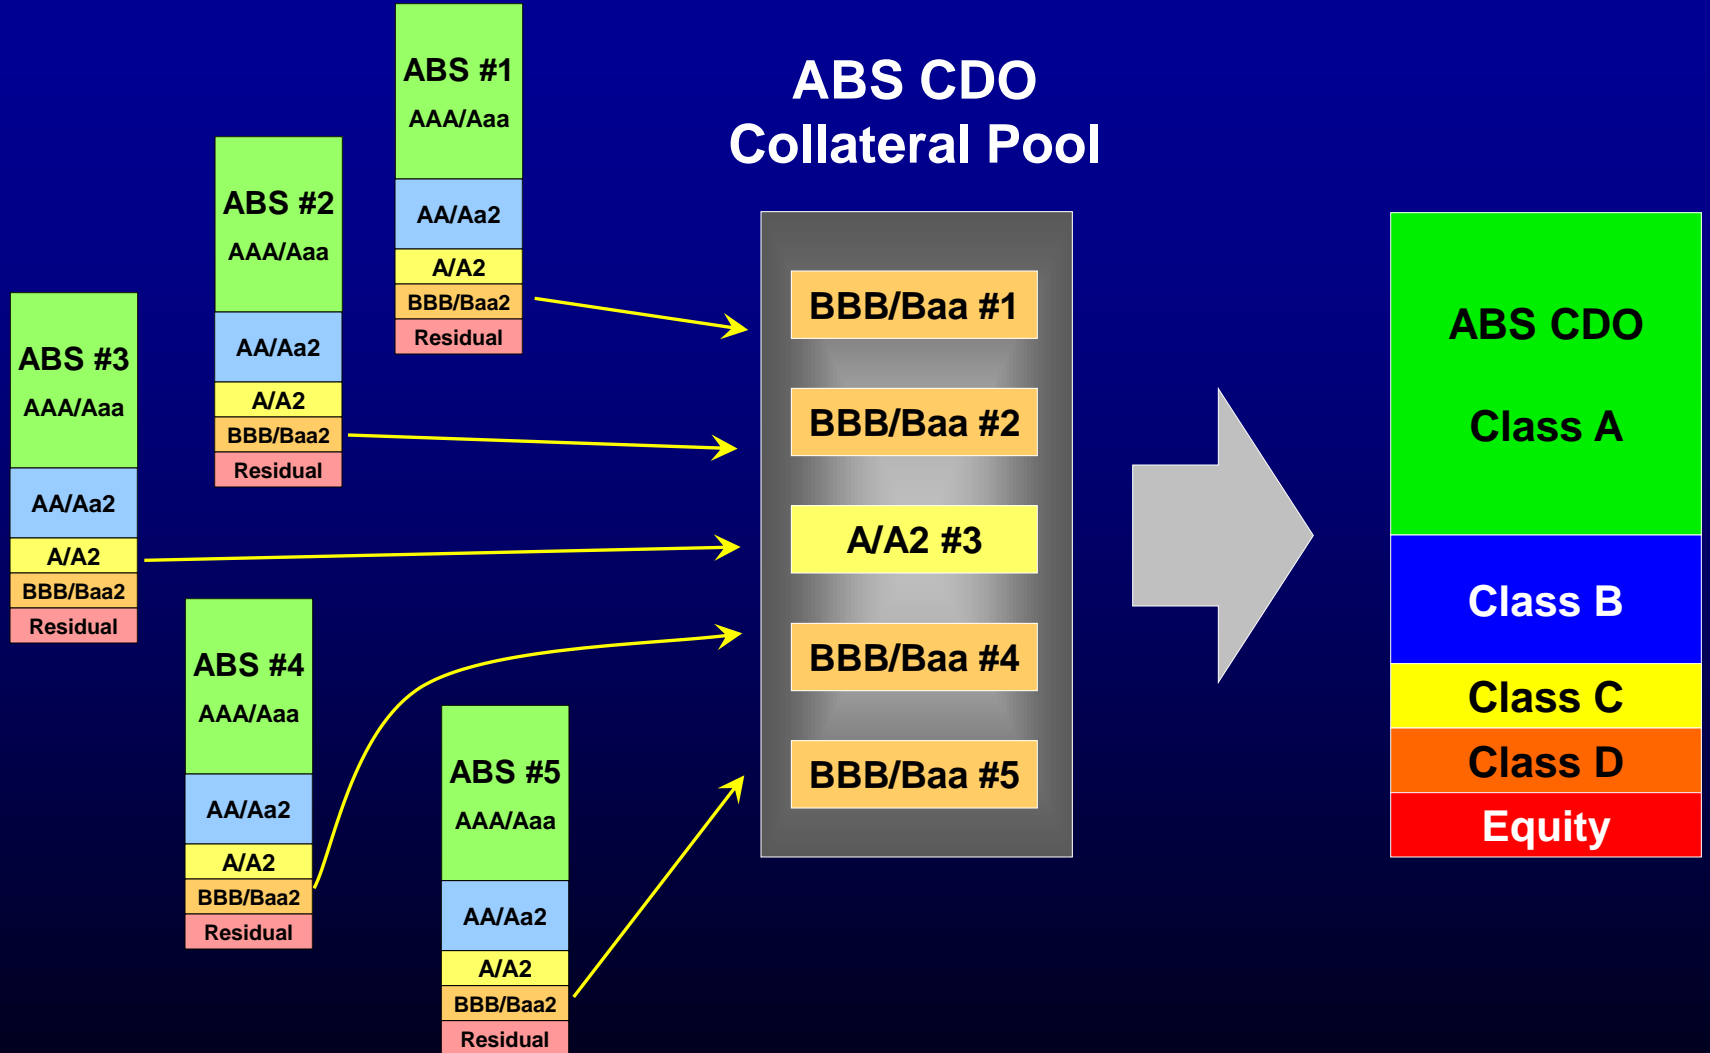 ABS #1
AAA/Aaa
AA/Aa2
A/A2
BBB/Baa2
Residual
ABS #2
AAA/Aaa
AA/Aa2
A/A2
BBB/Baa2
Residual
ABS #3
AAA/Aaa
AA/Aa2
A/A2
BBB/Baa2
Residual
ABS #4
AAA/Aaa
AA/Aa2
A/A2
BBB/Baa2
Residual
ABS #5
AAA/Aaa
AA/Aa2
A/A2
BBB/Baa2
Residual
ABS CDO
Collateral Pool
BBB/Baa #1
BBB/Baa #2
A/A2 #3
BBB/Baa #4
BBB/Baa #5
ABS CDO
Class A
Class B
Class C
Class D
Equity